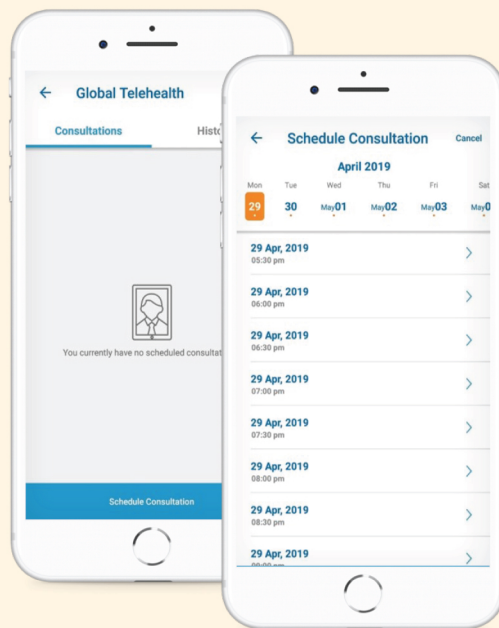 Global Telehealth
Consultations
You currently have no scheduled
Schedule Consultation
Schedule Consultation
Cancel
April 2019
Mon Tue Wed Thu Fri Sat
29 30 May01 May02 May03
29 Apr, 2019
05:30 pm
29 Apr, 2019
06:00 pm
29 Apr, 2019
06:30 pm
29 Apr, 2019
07:00 pm
29 Apr, 2019
07:30 pm
29 Apr, 2019
08:00 pm
29 Apr, 2019
08:30 pm
29 Apr, 2019